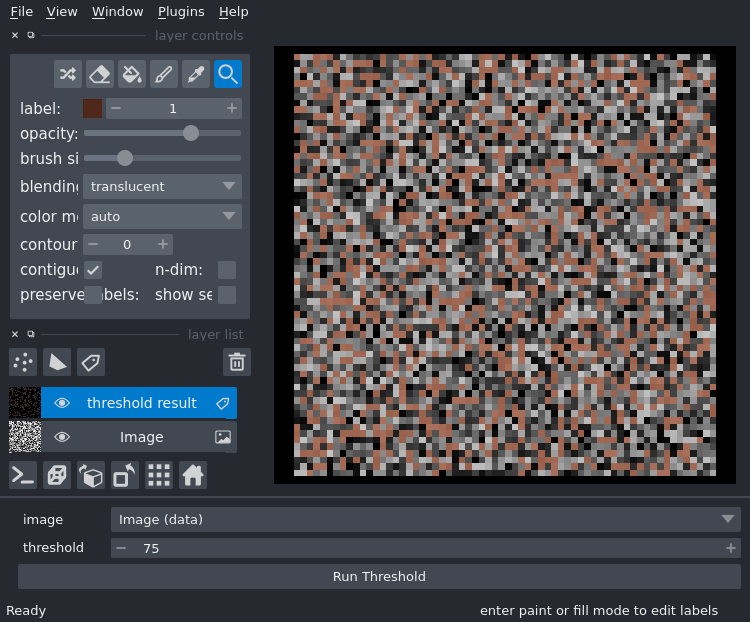 File View Window Plugins Help
layer controls
label: 1
opacity:
brush si
blending translucent
color m auto
contour 0
contigu n-dim:
preserve abels: show se
layer list
threshold result
Image
image Image (data)
threshold 75
Run Threshold
Ready enter paint or fill mode to edit labels